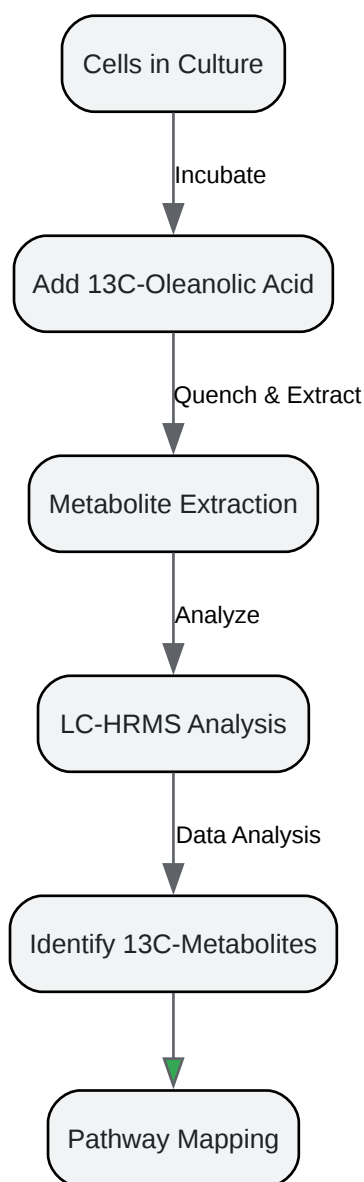 Cells in Culture
Incubate
Add 13C-Oleanolic Acid
Quench & Extract
Metabolite Extraction
Analyze
LC-HRMS Analysis
Data Analysis
Identify 13C-Metabolites
Pathway Mapping